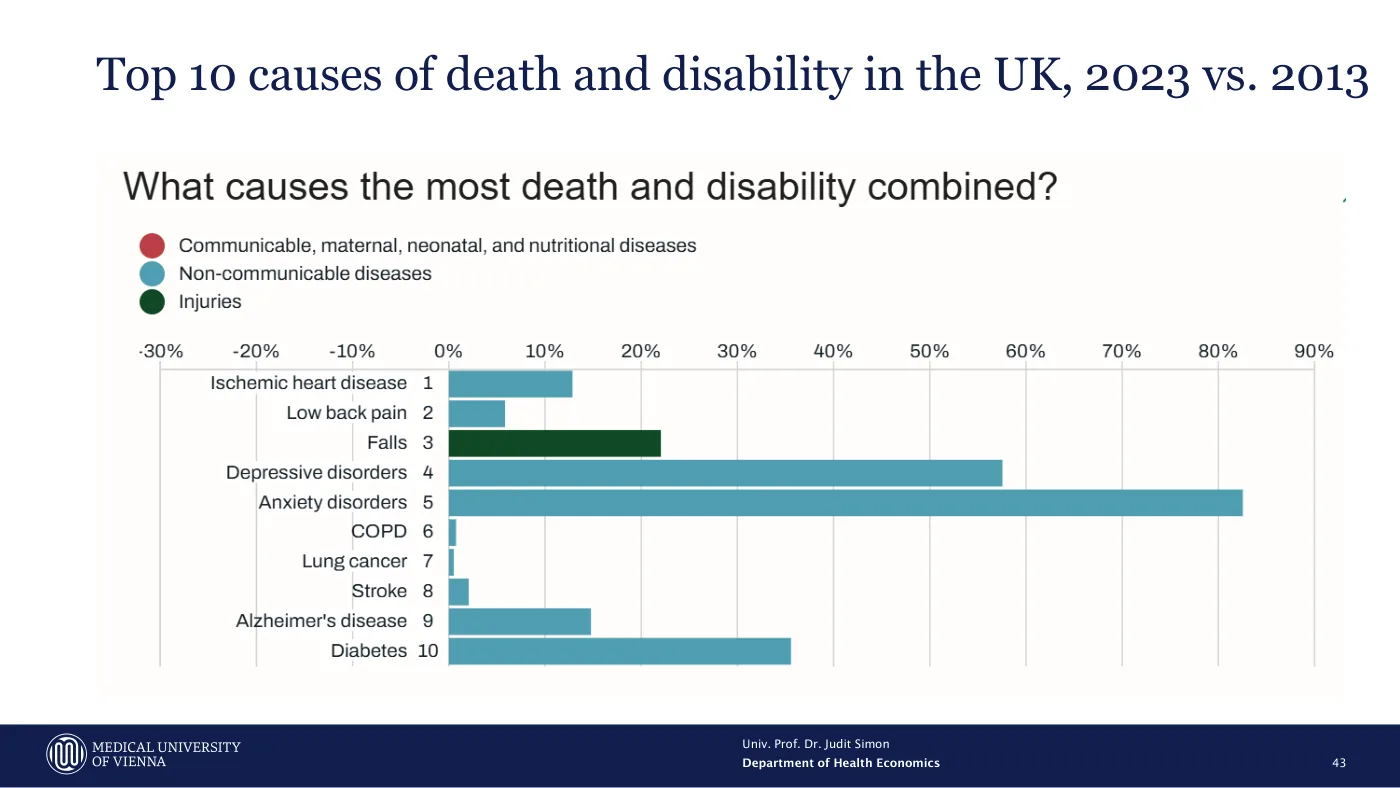 Top 10 causes of death and disability in the UK, 2023 vs. 2013
What causes the most death and disability combined?
Communicable, maternal, neonatal, and nutritional diseases
Non-communicable diseases
Injuries
-30% -20% -10% 0% 10% 20% 30% 40% 50% 60% 70% 80% 90%
Ischemic heart disease 1
Low back pain 2
Falls 3
Depressive disorders 4
Anxiety disorders 5
COPD 6
Lung cancer 7
Stroke 8
Alzheimer's disease 9
Diabetes 10
MEDICAL UNIVERSITY
OF VIENNA
Univ. Prof. Dr. Judit Simon
Department of Health Economics
43